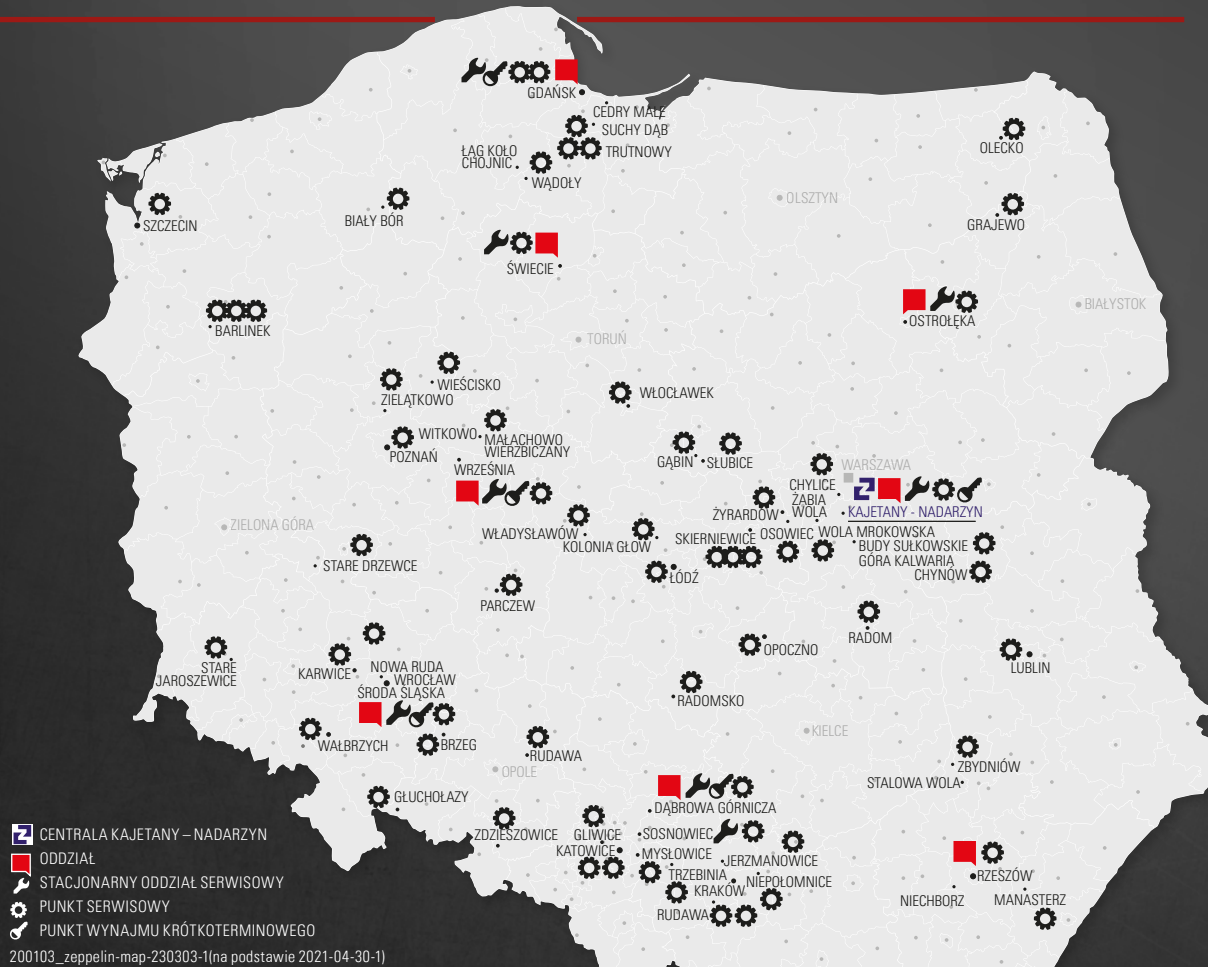 GDAŃSK
CEDRY MAŁE
SUCHY DĄB
TRUTNOWY
ŁĄG KOŁO
CHOJNIC
WĄDOŁY
OLECKO
OLSZTYN
GRAJEWO
SZCZECIN
BIAŁY BÓR
ŚWIECIE
BIAŁYSTOK
OSTROŁĘKA
BARLINEK
TORUŃ
WIEŚCISKO
ZIELĄTKOWO
WŁOCŁAWEK
WITKOWO
MAŁACHOWO
WIERZBICZANY
POZNAŃ
GĄBIN
SŁUBICE
WRZEŚNIA
WARSZAWA
CHYLICE
ŻABIA
WOLA
KAJETANY - NADARZYN
ŻYRARDÓW
ZIELONA GÓRA
WŁADYSŁAWÓW
KOLONIA GŁOW
SKIERNIEWICE
OSOWIEC
WOLA MROKOWSKA
BUDY SUŁKOWSKIE
GÓRA KALWARIA
CHYNÓW
STARE DRZEWCE
ŁÓDŹ
PARCZEW
RADOM
OPOCZNO
LUBLIN
STARE
JAROSZEWICE
KARWICE
NOWA RUDA
WROCŁAW
ŚRODA ŚLĄSKA
RADOMSKO
KIELCE
WAŁBRZYCH
BRZEG
RUDAWA
OPOLE
ZBYDNIÓW
STALOWA WOLA
GŁUCHOŁAZY
DĄBROWA GÓRNICZA
ZDZIESZOWICE
GLIWICE
SOSNOWIEC
KATOWICE
MYSŁOWICE
JERZMANOWICE
TRZEBINIA
KRAKÓW
NIEPOŁOMNICE
RUDAWA
RZESZÓW
NIECHBORZ
MANASTERZ
CENTRALA KAJETANY – NADARZYN
ODDZIAŁ
STACJONARNY ODDZIAŁ SERWISOWY
PUNKT SERWISOWY
PUNKT WYNAJMU KRÓTKOTERMINOWEGO
200103_zeppelin-map-230303-1(na podstawie 2021-04-30-1)